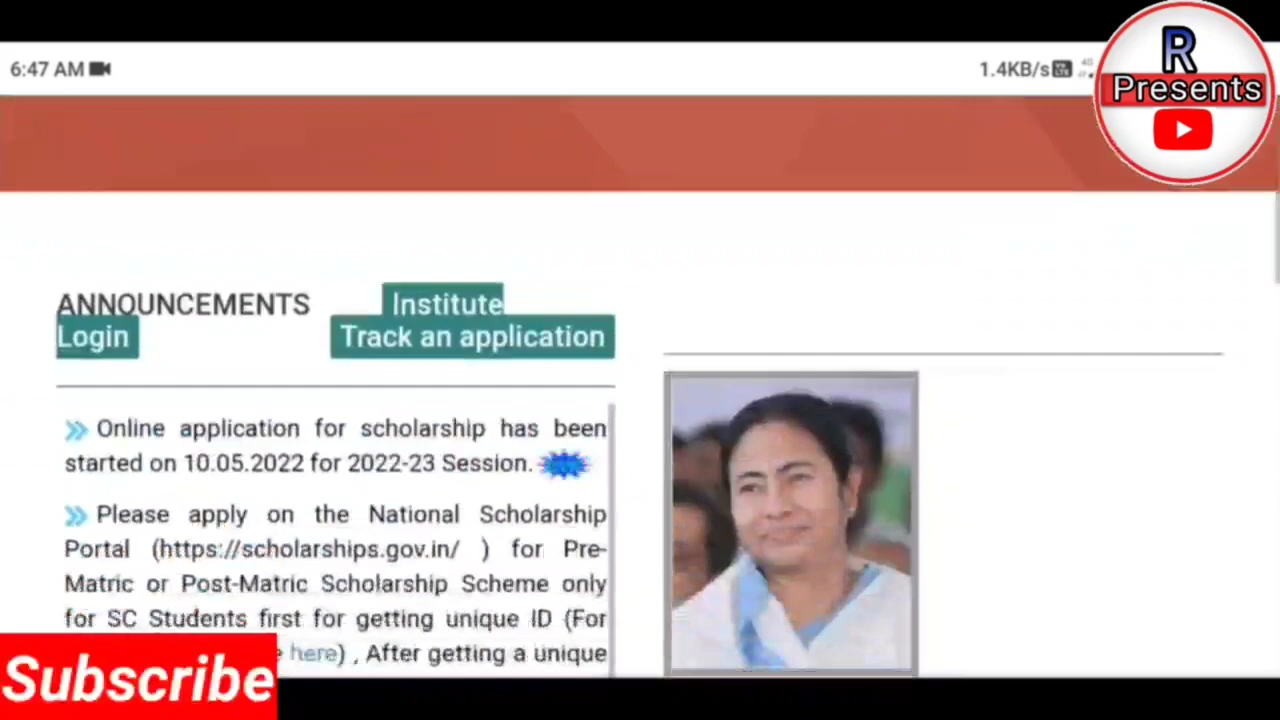 6:47 AM
1.4KB/s
4G
R
Presents
ANNOUNCEMENTS Institute
Login Track an application
Online application for scholarship has been
started on 10.05.2022 for 2022-23 Session.
Please apply on the National Scholarship
Portal (https://scholarships.gov.in/ ) for Pre-
Matric or Post-Matric Scholarship Scheme only
for SC Students first for getting unique ID (For
here) , After getting a unique
Subscribe